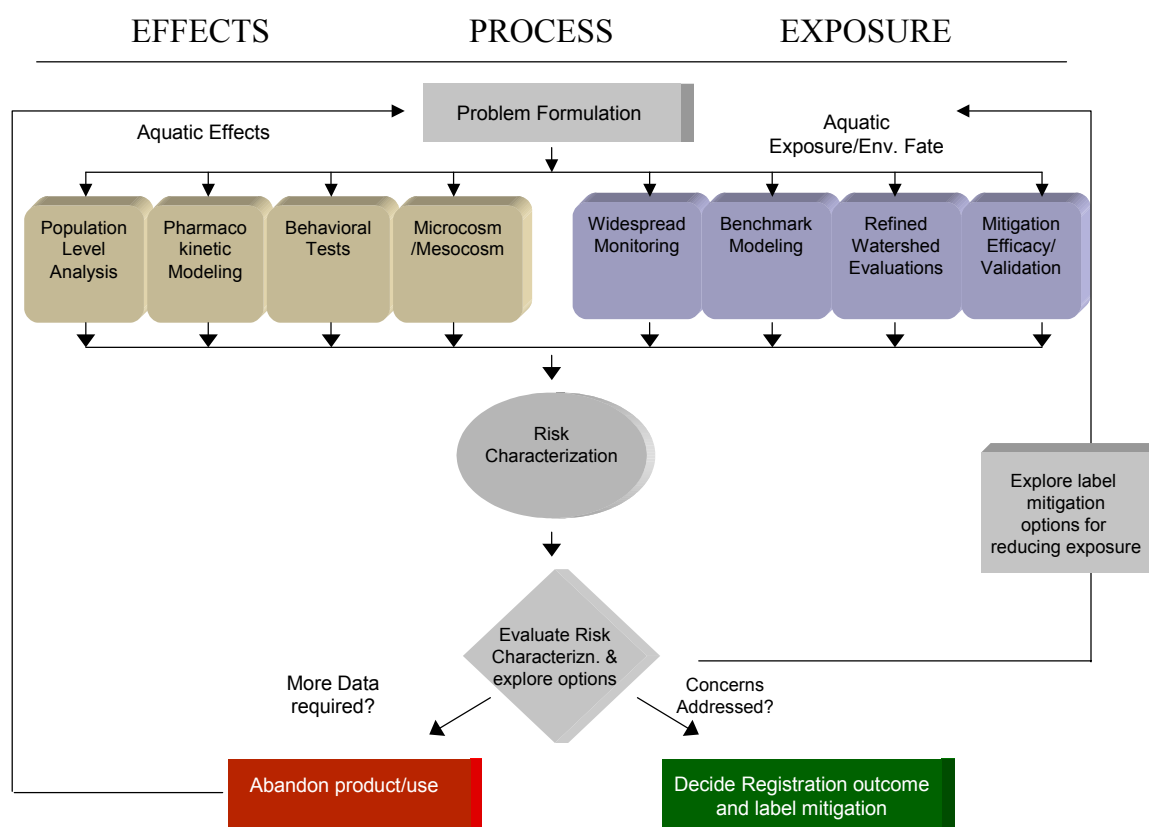 EFFECTS PROCESS EXPOSURE
Problem Formulation
Aquatic Effects
Aquatic
Exposure/Env. Fate
Population
Level
Analysis
Pharmaco
kinetic
Modeling
Behavioral
Tests
Microcosm
/Mesocosm
Widespread
Monitoring
Benchmark
Modeling
Refined
Watershed
Evaluations
Mitigation
Efficacy/
Validation
Risk
Characterization
Explore label
mitigation
options for
reducing exposure
Evaluate Risk
Characterizn. &
explore options
More Data
required?
Concerns
Addressed?
Abandon product/use
Decide Registration outcome
and label mitigation